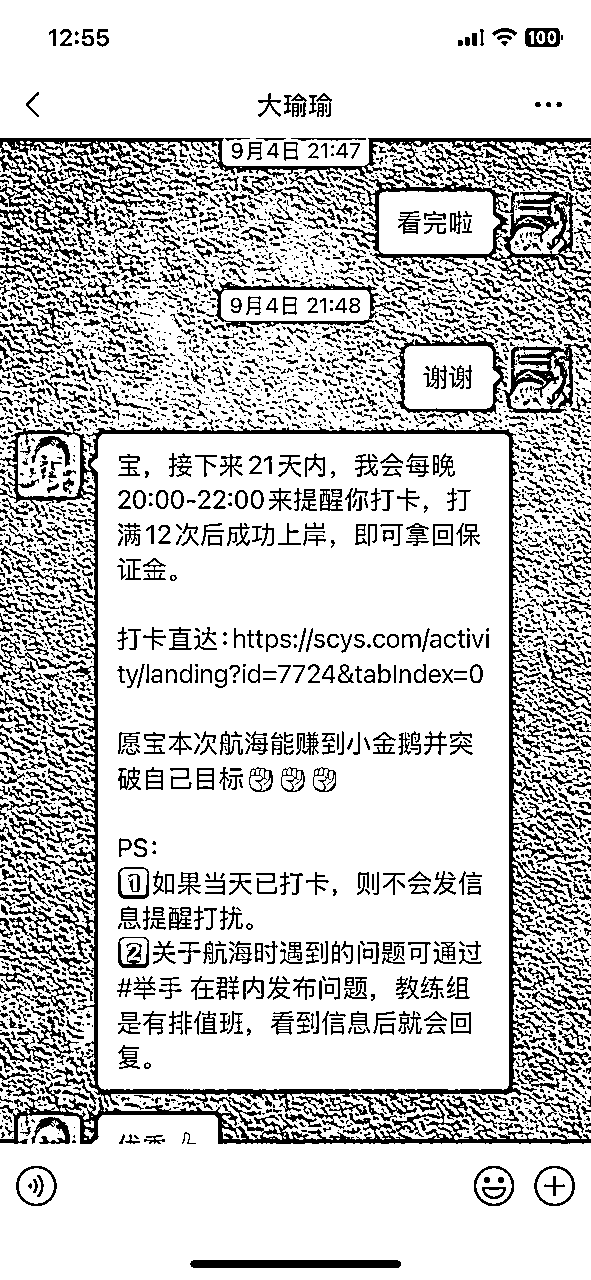 12:55
100
大瑜瑜
9月4日 21:47
看完啦
9月4日 21:48
谢谢
宝，接下来21天内，我会每晚
20:00-22:00来提醒你打卡，打
满12次后成功上岸，即可拿回保
证金。
打卡直达：https://scys.com/activi
ty/landing?id=7724&tabIndex=0
愿宝本次航海能赚到小金鹅并突
破自己目标✊✊✊
PS：
1️⃣如果当天已打卡，则不会发信
息提醒打扰。
2️⃣关于航海时遇到的问题可通过
#举手 在群内发布问题，教练组
是有排值班，看到信息后就会回
复。